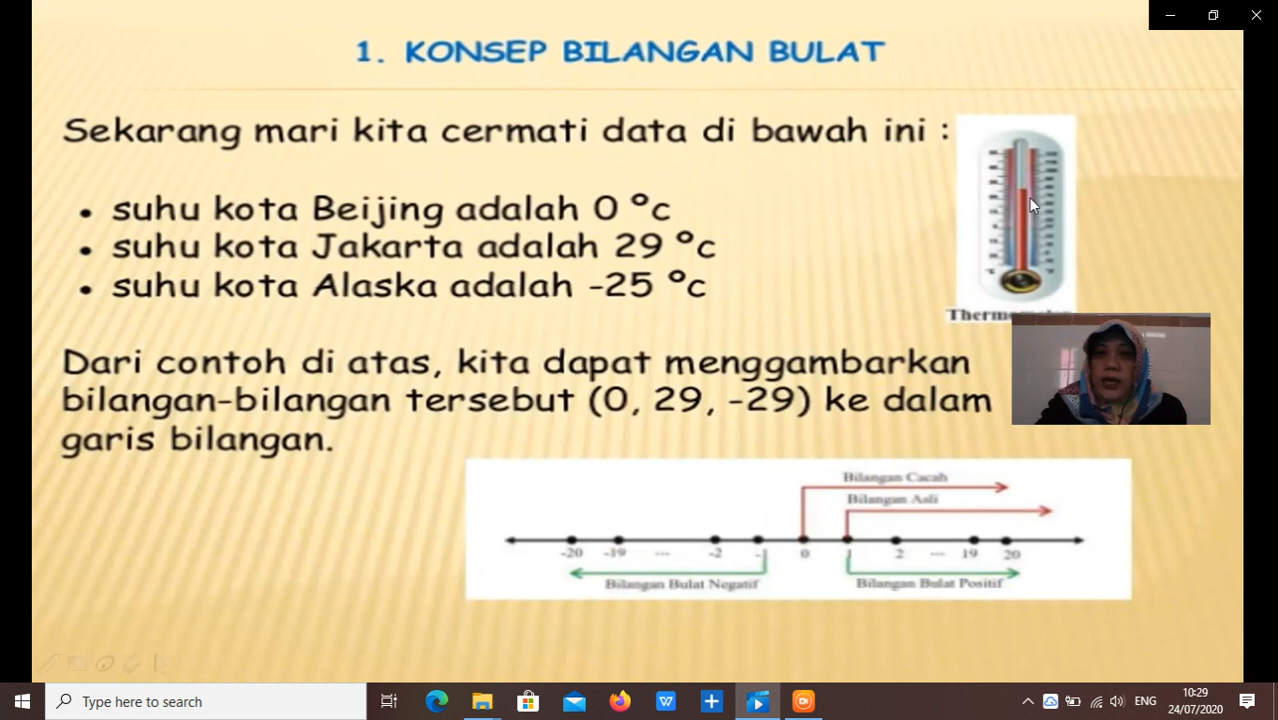 1. KONSEP BILANGAN BULAT
Sekarang mari kita cermati data di bawah ini :
• suhu kota Beijing adalah 0 ºc
• suhu kota Jakarta adalah 29 ºc
• suhu kota Alaska adalah -25 ºc
Dari contoh di atas, kita dapat menggambarkan
bilangan-bilangan tersebut (0, 29, -29) ke dalam
garis bilangan.
Bilangan Cacah
Bilangan Asli
-20 -19 ... -2 -1 0 1 2 ... 19 20
Bilangan Bulat Negatif Bilangan Bulat Positif
Type here to search
ENG
10:29
24/07/2020